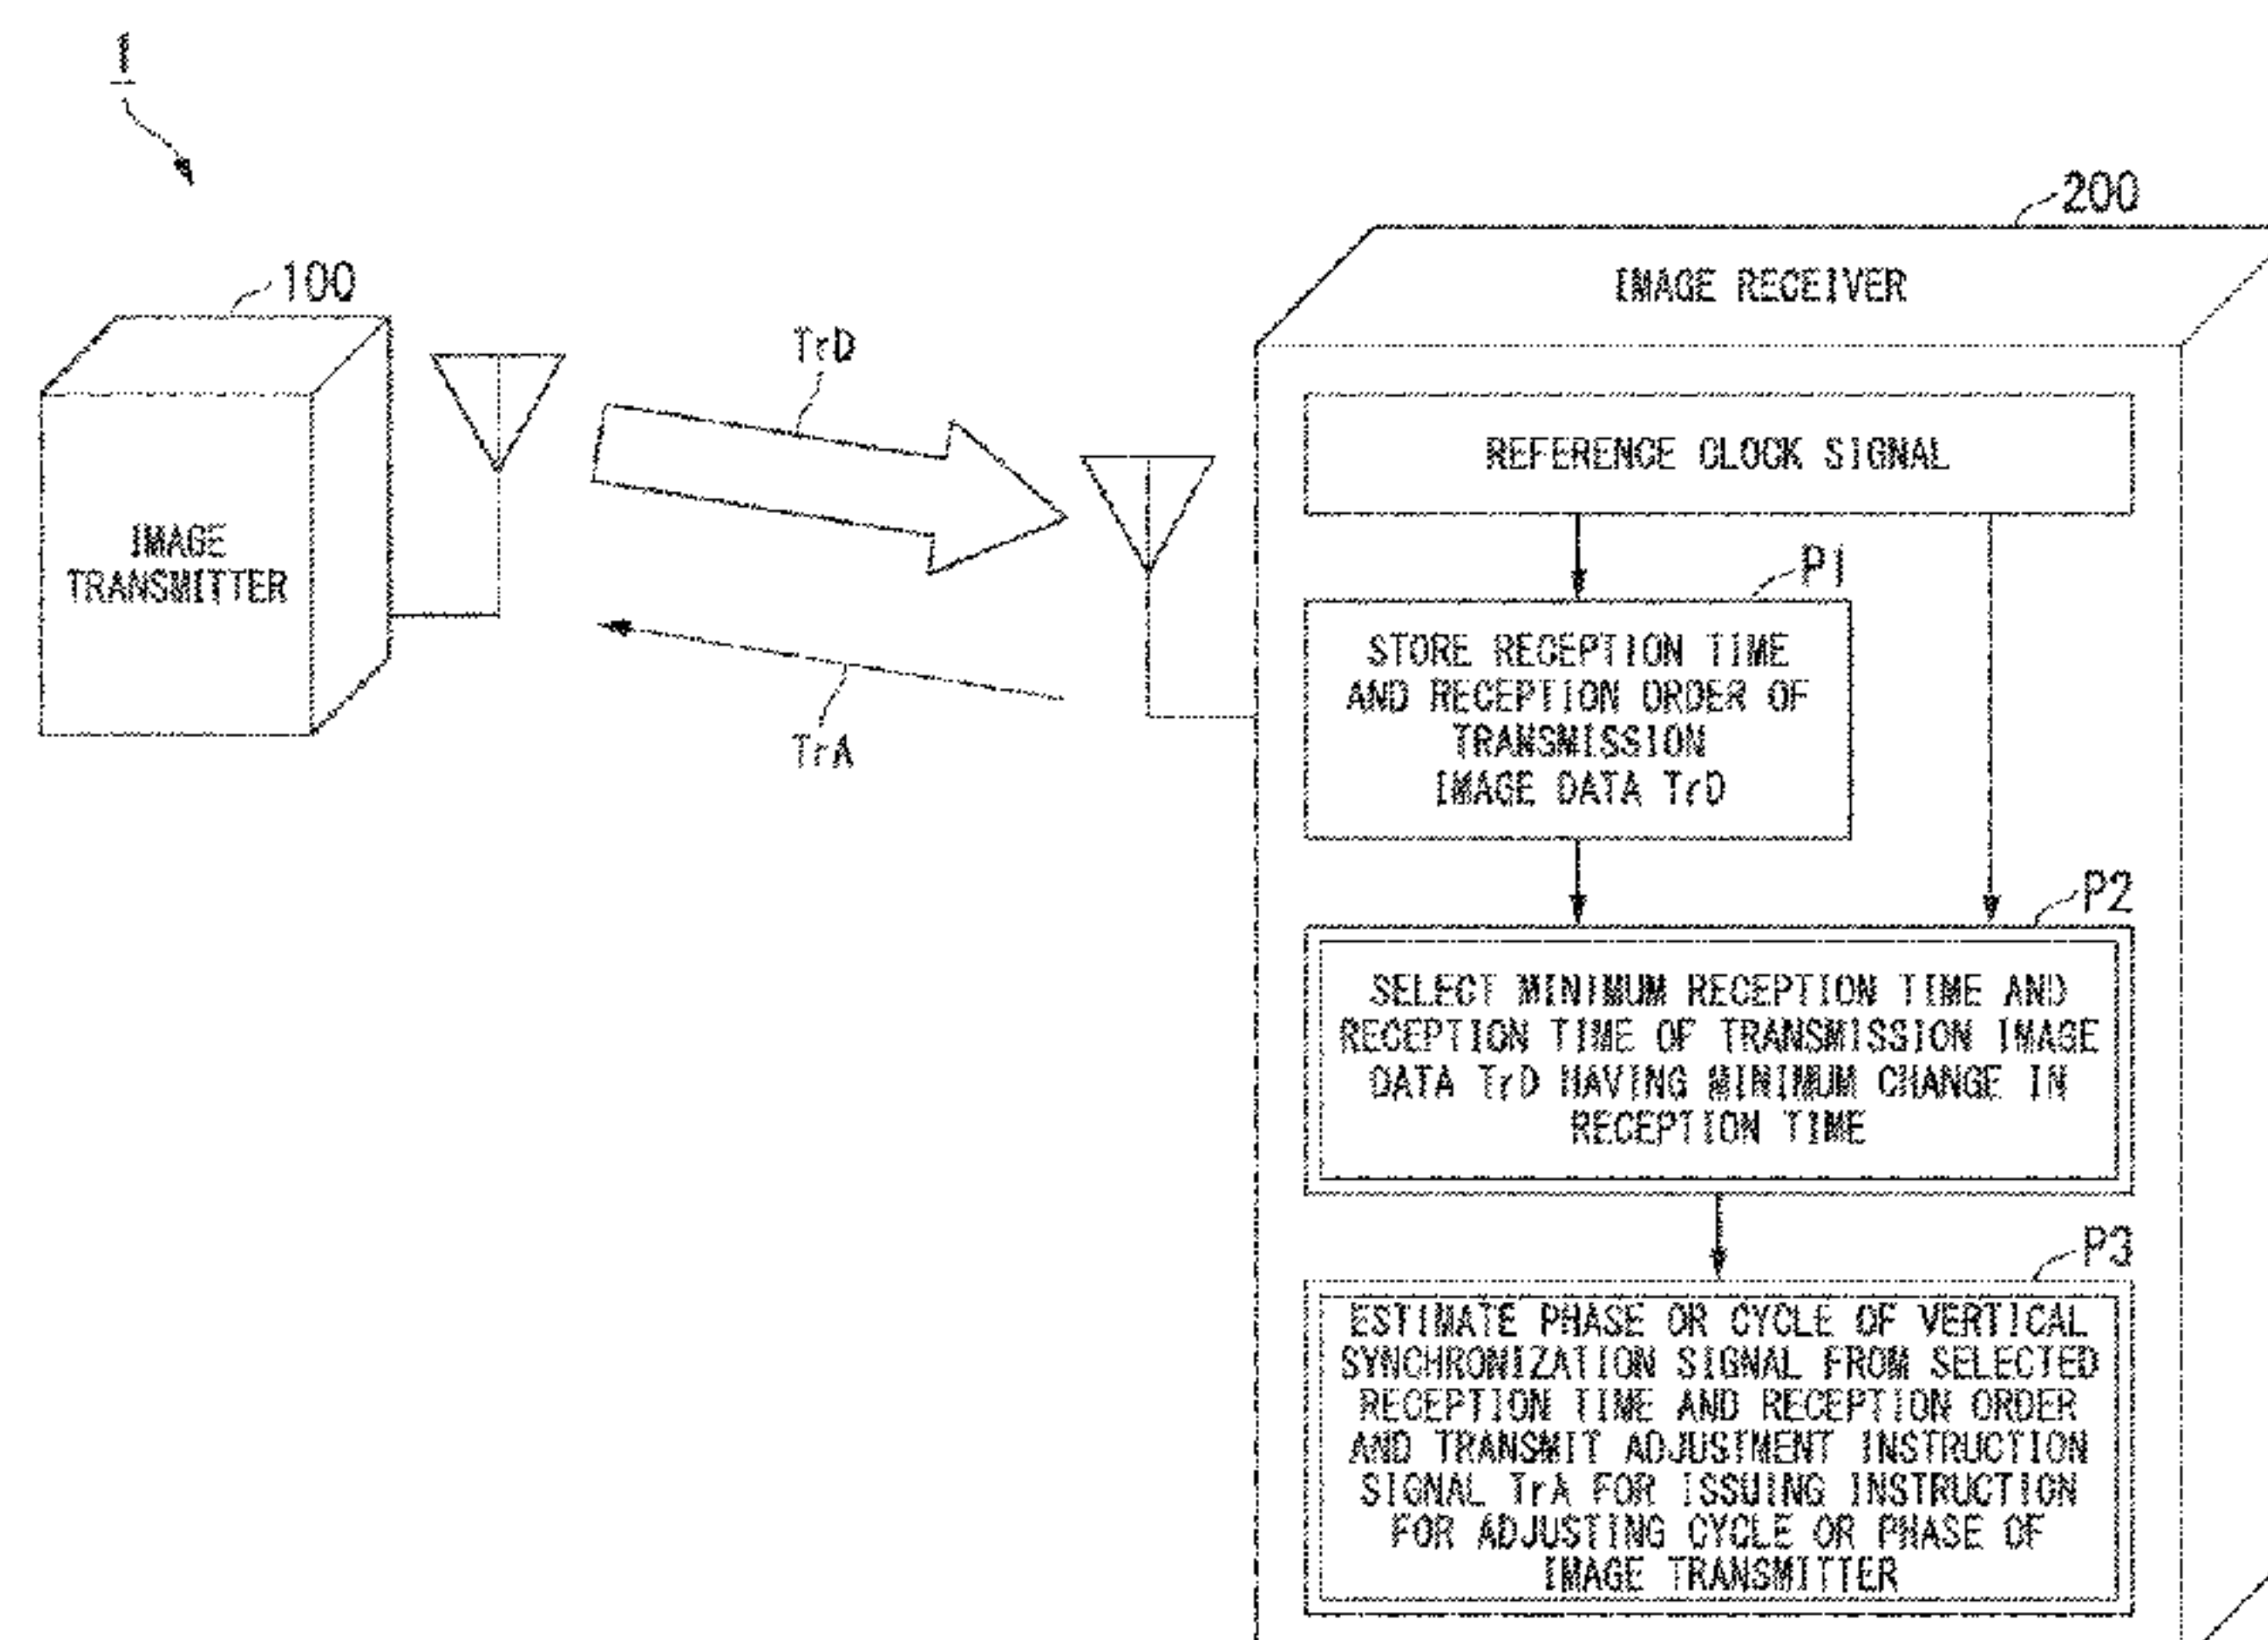 1
200
IMAGE RECEIVER
100
TrD
REFERENCE CLOCK SIGNAL
IMAGE
TRANSMITTER
P1
STORE RECEPTION TIME
AND RECEPTION ORDER OF
TRANSMISSION
IMAGE DATA TrD
TrA
P2
SELECT MINIMUM RECEPTION TIME AND
RECEPTION TIME OF TRANSMISSION IMAGE
DATA TrD HAVING MINIMUM CHANGE IN
RECEPTION TIME
P3
ESTIMATE PHASE OR CYCLE OF VERTICAL
SYNCHRONIZATION SIGNAL FROM SELECTED
RECEPTION TIME AND RECEPTION ORDER
AND TRANSMIT ADJUSTMENT INSTRUCTION
SIGNAL TrA FOR ISSUING INSTRUCTION
FOR ADJUSTING CYCLE OR PHASE OF
IMAGE TRANSMITTER